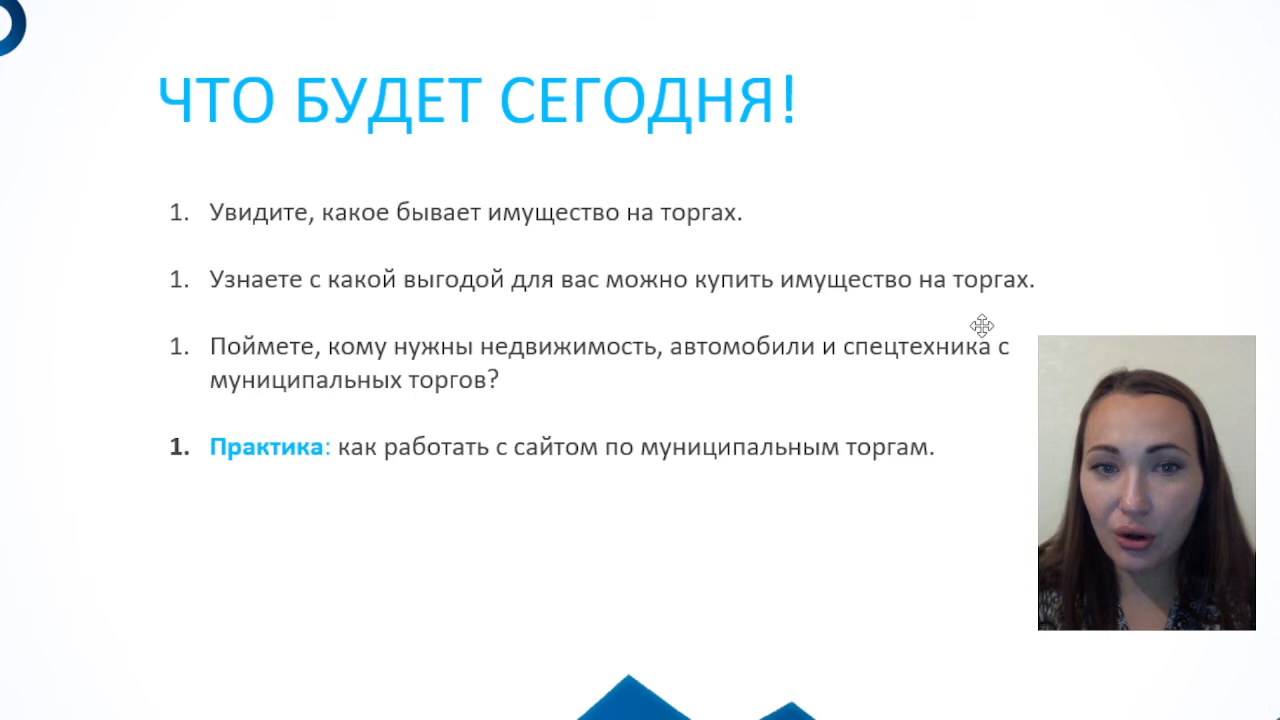 ЧТО БУДЕТ СЕГОДНЯ!
1. Увидите, какое бывает имущество на торгах.
1. Узнаете с какой выгодой для вас можно купить имущество на торгах.
1. Поймете, кому нужны недвижимость, автомобили и спецтехника с
муниципальных торгов?
1. Практика: как работать с сайтом по муниципальным торгам.